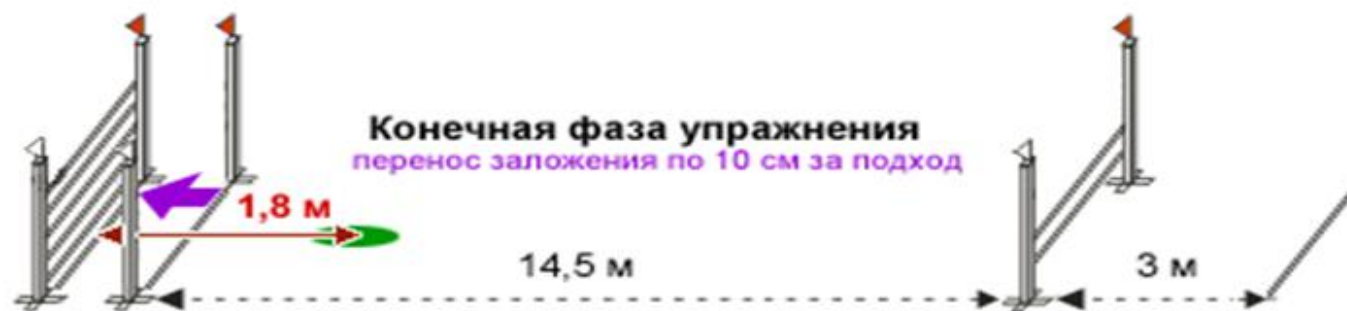 Конечная фаза упражнения
перенос заложения по 10 см за подход
1,8 м
14,5 м
3 м